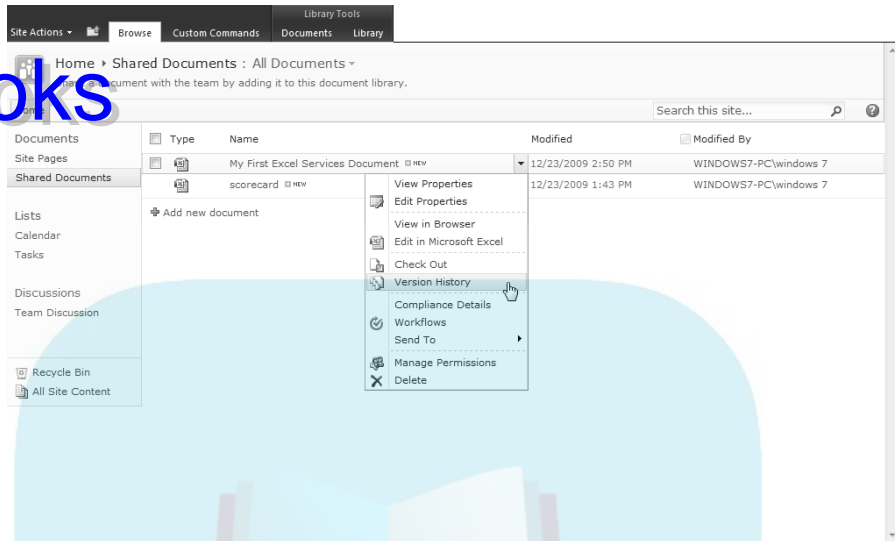 Library Tools
Site Actions Browse Custom Commands Documents Library
Home Shared Documents : All Documents
Share a document with the team by adding it to this document library.
oks
Home Search this site...
Documents Type Name Modified Modified By
Site Pages My First Excel Services Document NEW 12/23/2009 2:50 PM WINDOWS7-PC\windows 7
Shared Documents scorecard NEW 12/23/2009 1:43 PM WINDOWS7-PC\windows 7
Add new document
Lists
Calendar
Tasks
Discussions
Team Discussion
Recycle Bin
All Site Content
View Properties
Edit Properties
View in Browser
Edit in Microsoft Excel
Check Out
Version History
Compliance Details
Workflows
Send To
Manage Permissions
Delete